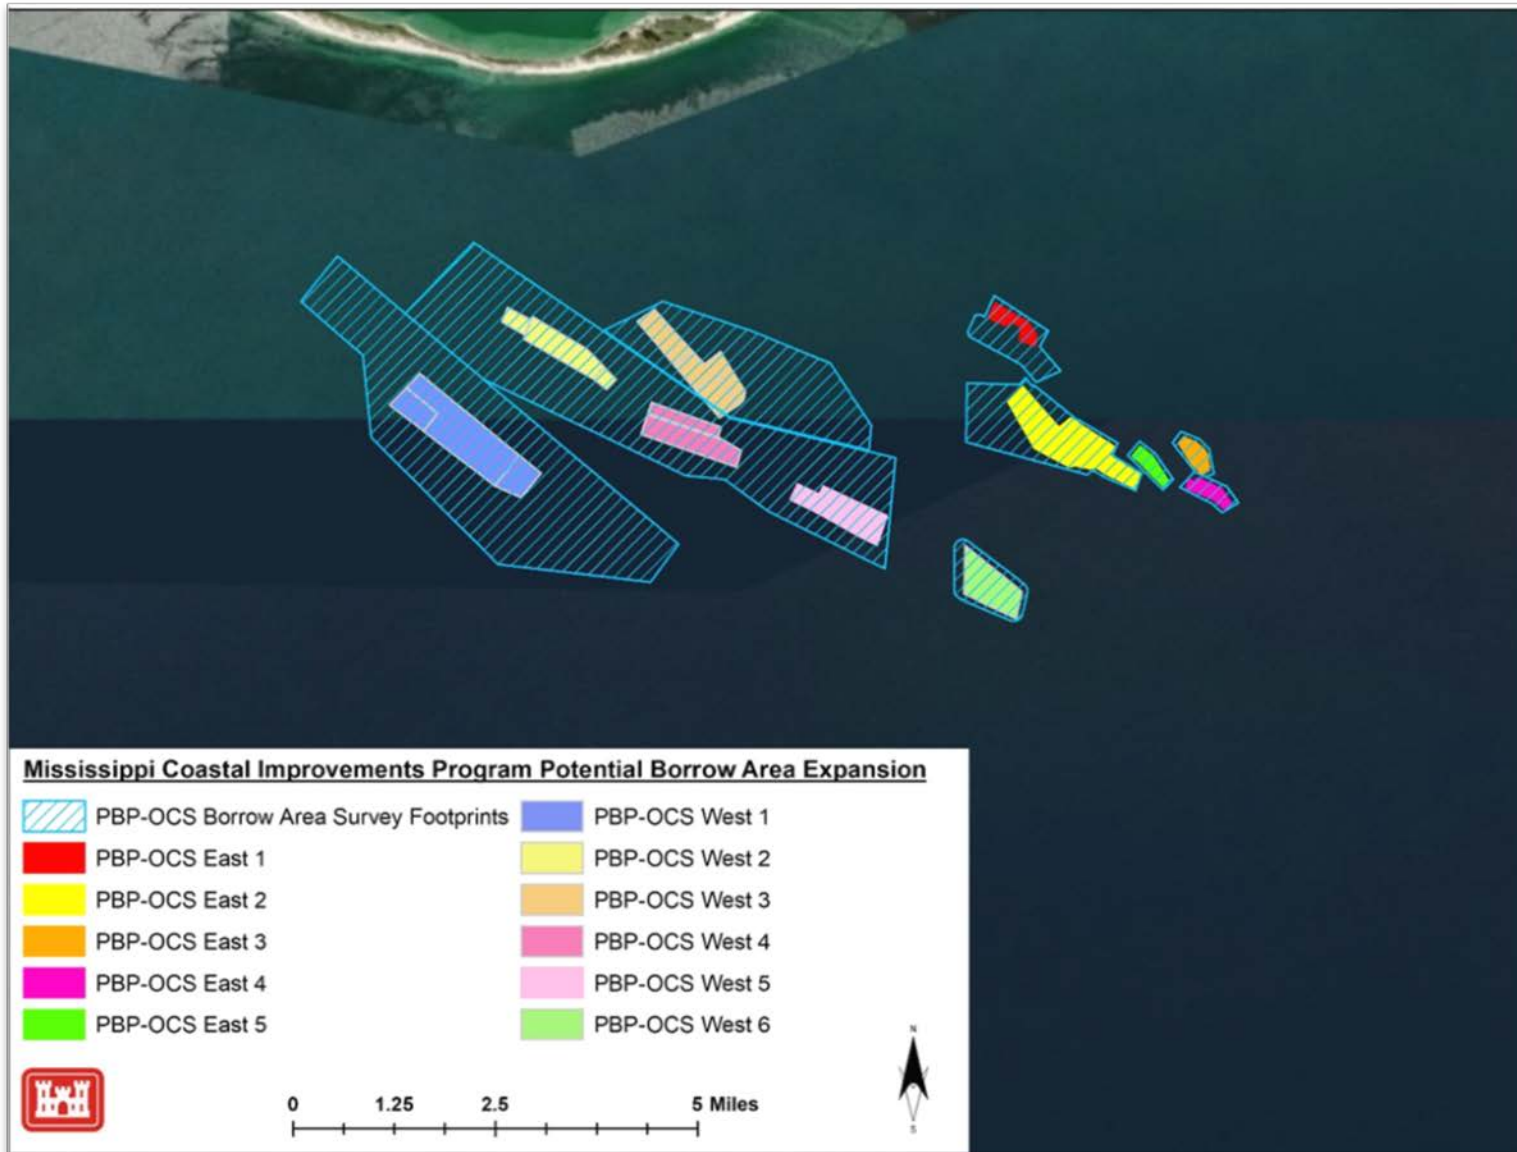 Mississippi Coastal Improvements Program Potential Borrow Area Expansion
PBP-OCS Borrow Area Survey Footprints
PBP-OCS East 1
PBP-OCS East 2
PBP-OCS East 3
PBP-OCS East 4
PBP-OCS East 5
PBP-OCS West 1
PBP-OCS West 2
PBP-OCS West 3
PBP-OCS West 4
PBP-OCS West 5
PBP-OCS West 6
N
S
0 1.25 2.5 5 Miles